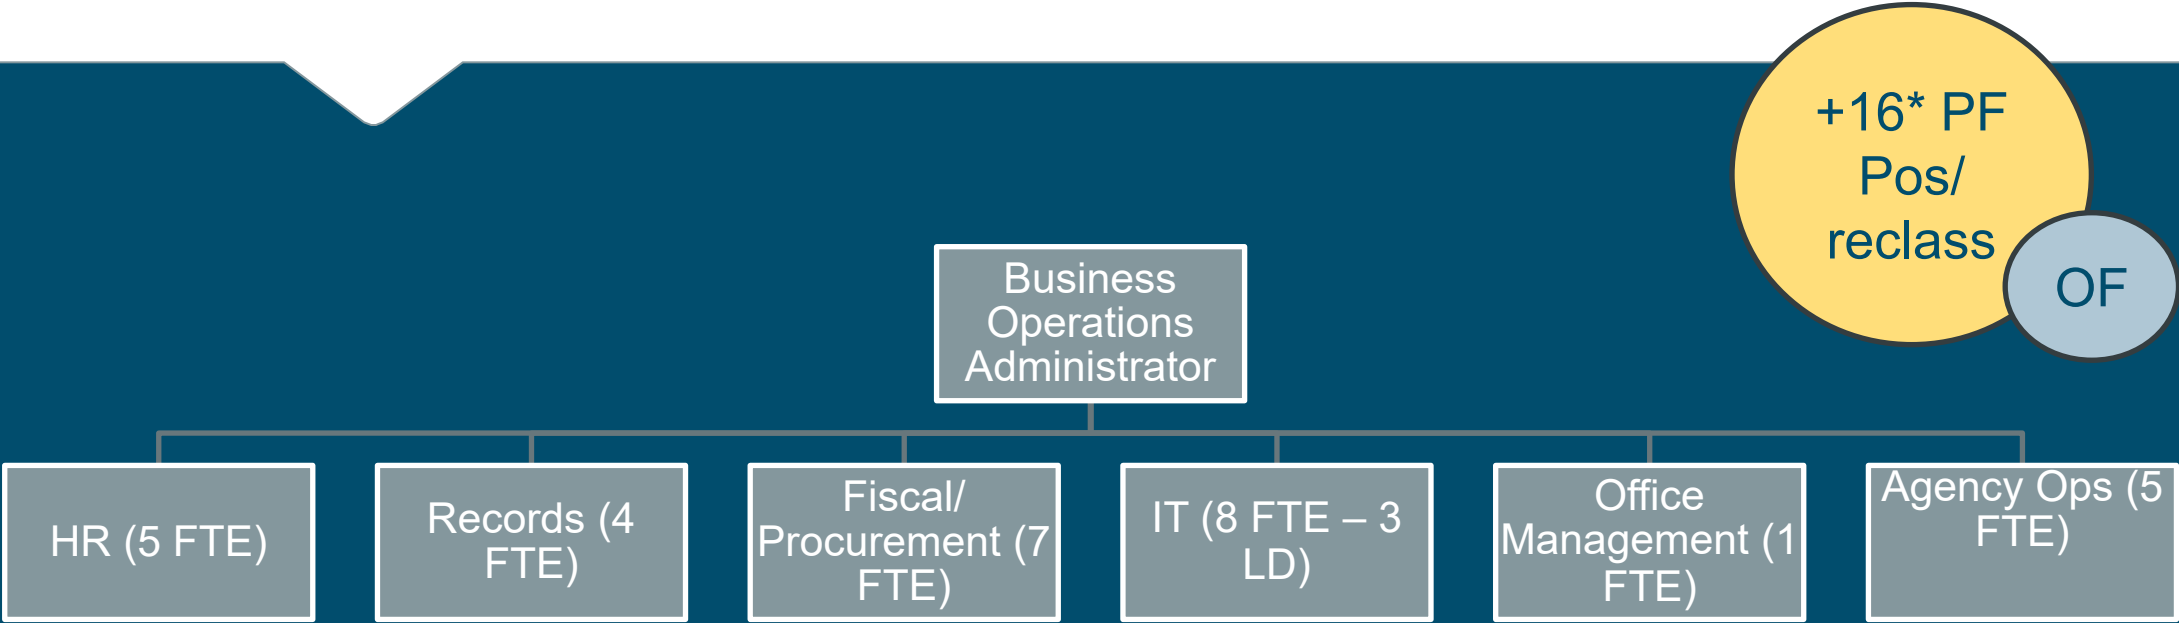 +16* PF
Pos/
reclass
OF
Business
Operations
Administrator
HR (5 FTE)
Records (4
FTE)
Fiscal/
Procurement (7
FTE)
IT (8 FTE – 3
LD)
Office
Management (1
FTE)
Agency Ops (5
FTE)